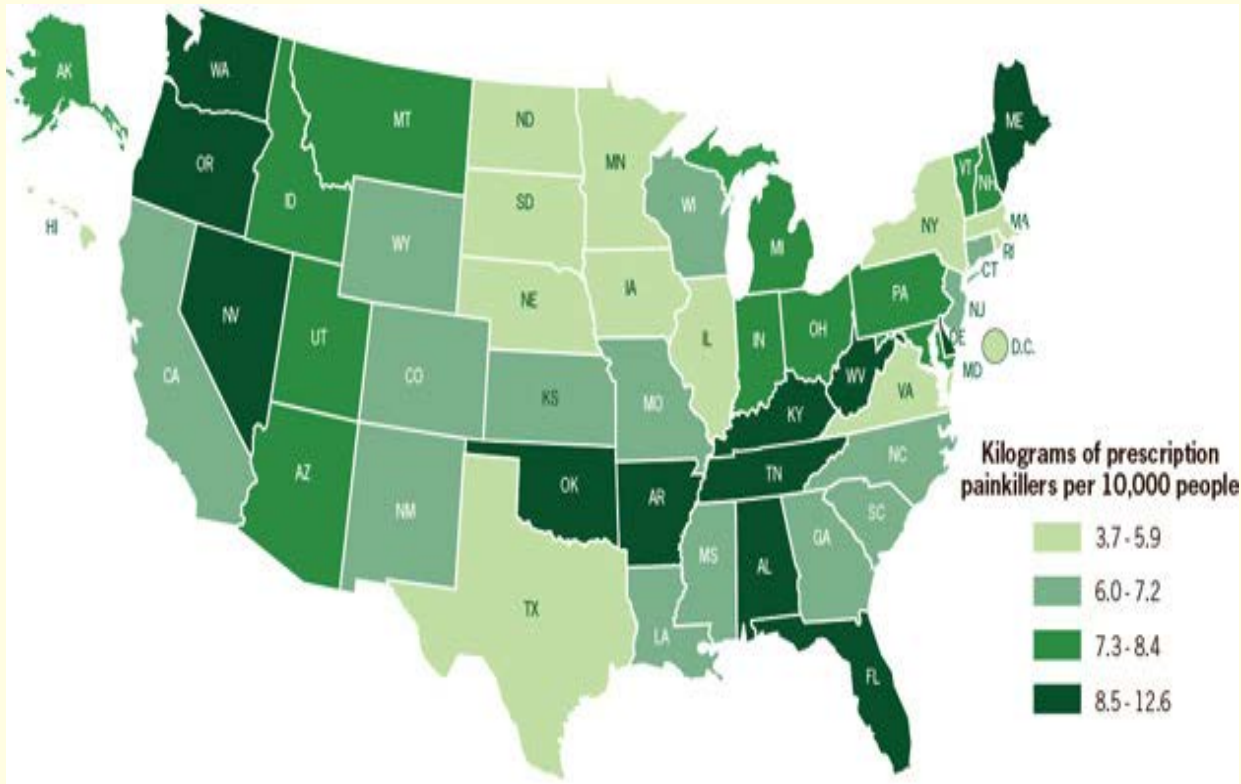 AK
WA
MT
ND
MN
ME
OR
ID
SD
WI
VT
NH
HI
WY
MI
NY
MA
RI
CT
NE
IA
PA
NJ
NV
UT
IL
IN
OH
DE
D.C.
CA
CO
KS
MO
WV
MD
VA
KY
AZ
NM
OK
AR
TN
NC
SC
MS
AL
GA
TX
LA
FL
Kilograms of prescription
painkillers per 10,000 people
3.7 - 5.9
6.0 - 7.2
7.3 - 8.4
8.5 - 12.6